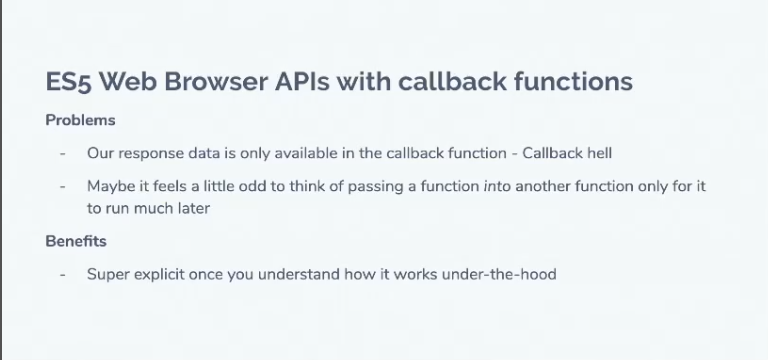 ES5 Web Browser APIs with callback functions
Problems
- Our response data is only available in the callback function - Callback hell
- Maybe it feels a little odd to think of passing a function into another function only for it
to run much later
Benefits
- Super explicit once you understand how it works under-the-hood